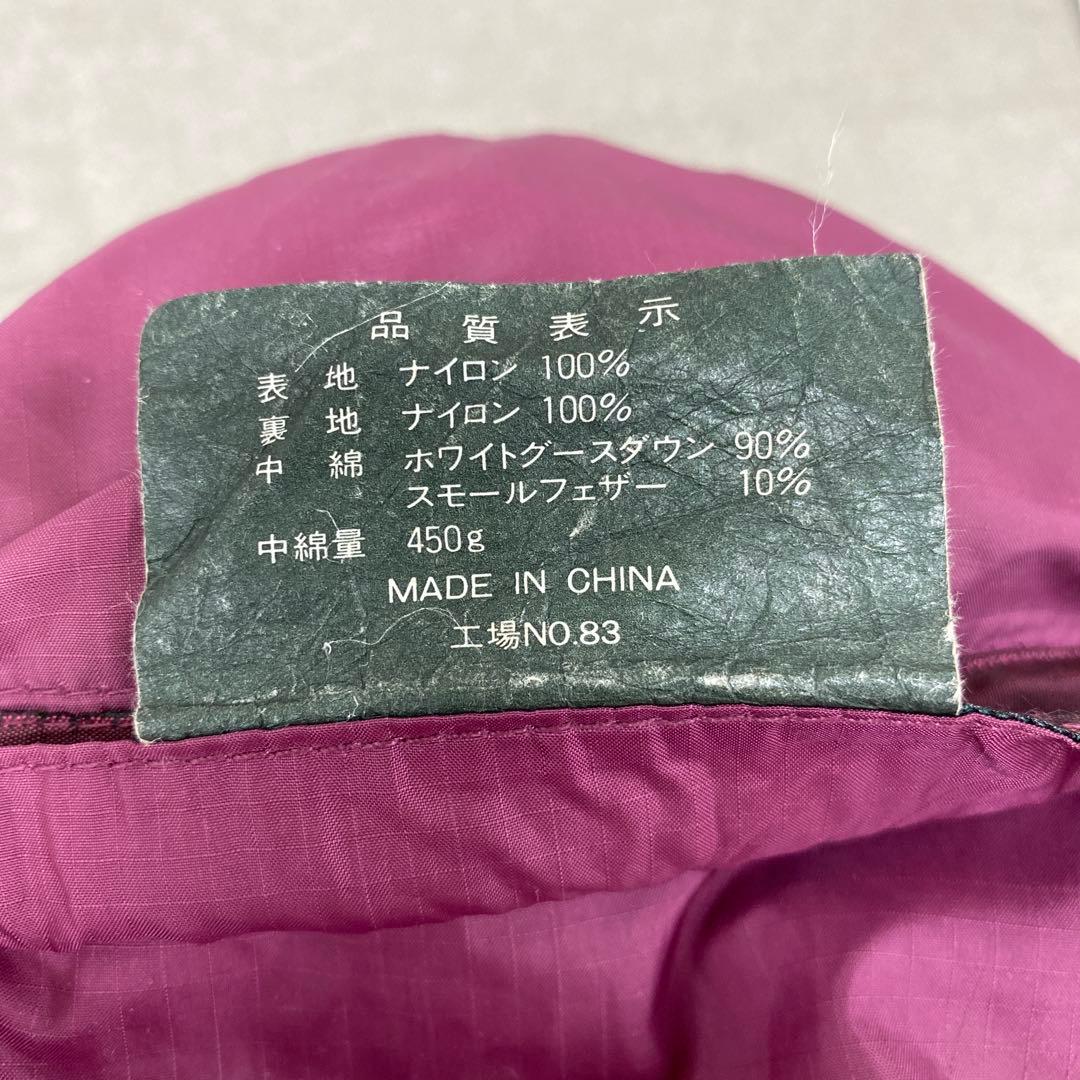 品質表示
表地 ナイロン 100%
裏地 ナイロン 100%
中綿 ホワイトグースダウン 90%
スモールフェザー 10%
中綿量 450g
MADE IN CHINA
工場NO.83